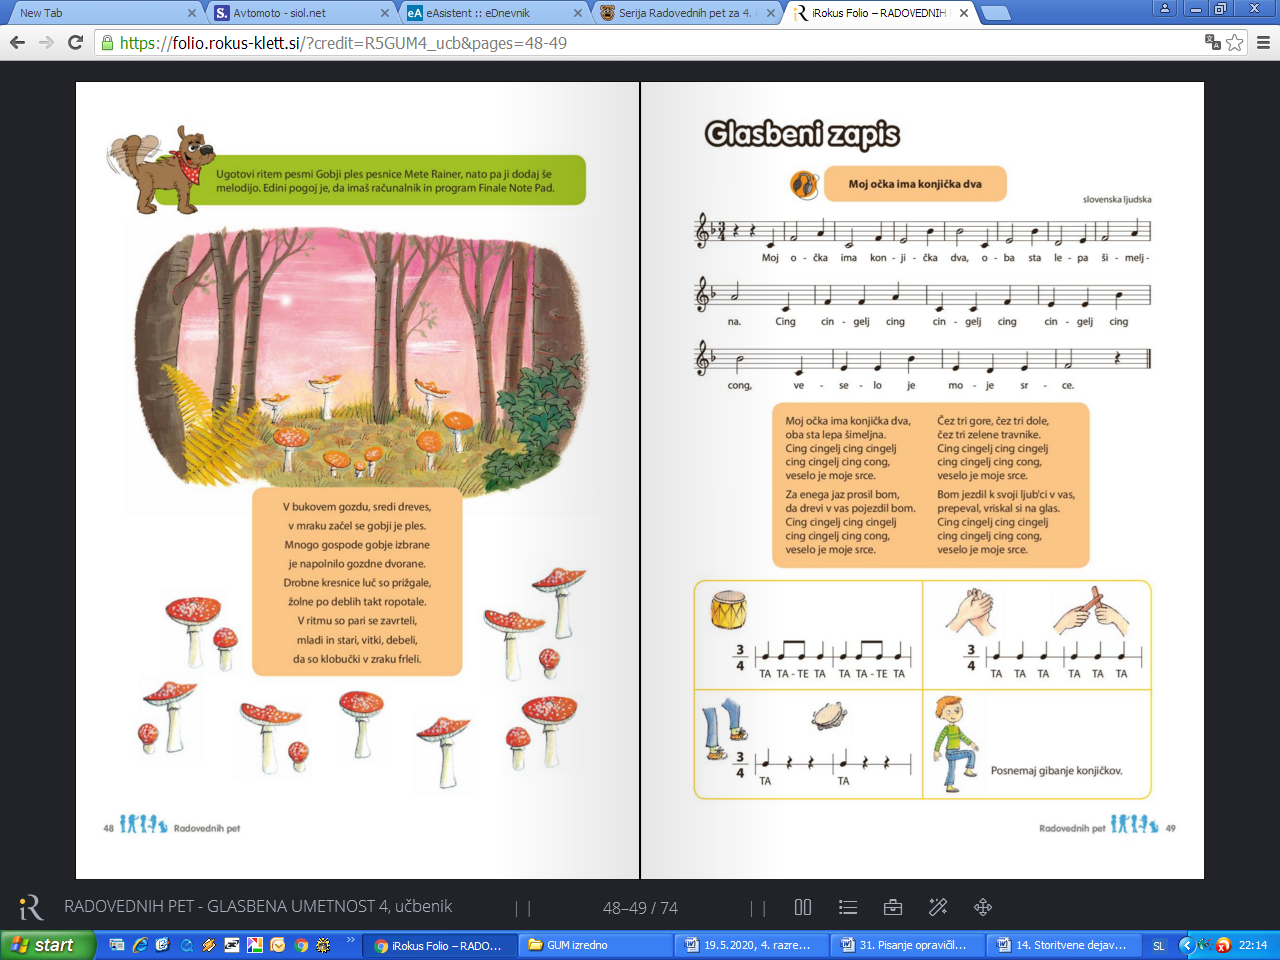 New Tab
Avtomoto - siol.net
eAsistent :: eDnevnik
Serija Radovednih pet za 4.
iRokus Folio – RADOVEDNIH
https://folio.rokus-klett.si/?credit=R5GUM4_ucb&pages=48-49
Ugotovi ritem pesmi Gobji ples pesnice Mete Rainer, nato pa ji dodaj še
melodijo. Edini pogoj je, da imaš računalnik in program Finale Note Pad.
V bukovem gozdu, sredi dreves,
v mraku začel se gobji je ples.
Mnogo gospode gobje izbrane
je napolnilo gozdne dvorane.
Drobne kresnice luč so prižgale,
žolne po deblih takt ropotale.
V ritmu so pari se zavrteli,
mladi in stari, vitki, debeli,
da so klobučki v zraku frleli.
48 Radovednih pet
Glasbeni zapis
Moj očka ima konjička dva
slovenska ljudska
3
4
Moj o - čka ima kon - ji - čka dva, o - ba sta le - pa ši - melj -
na. Cing cin - gelj cing cin - gelj cing cin - gelj cing
cong, ve - se - lo je mo - je sr - ce.
Moj očka ima konjička dva,
oba sta lepa šimeljna.
Cing cingelj cing cingelj
cing cingelj cing cong,
veselo je moje srce.
Za enega jaz prosil bom,
da drevi v vas pojezdil bom.
Cing cingelj cing cingelj
cing cingelj cing cong,
veselo je moje srce.
Čez tri gore, čez tri dole,
čez tri zelene travnike.
Cing cingelj cing cingelj
cing cingelj cing cong,
veselo je moje srce.
Bom jezdil k svoji ljub'ci v vas,
prepeval, vriskal si na glas.
Cing cingelj cing cingelj
cing cingelj cing cong,
veselo je moje srce.
3
4
TA TA - TE TA TA TA - TE TA
3
4
TA TA TA TA TA TA
3
4
TA TA
Posnemaj gibanje konjičkov.
Radovednih pet 49
iR
RADOVEDNIH PET - GLASBENA UMETNOST 4, učbenik
48–49 / 74
start
iRokus Folio – RADO...
GUM izredno
19.5.2020, 4. razre...
31. Pisanje opravičil...
14. Storitvene dejav...
SL
22:14